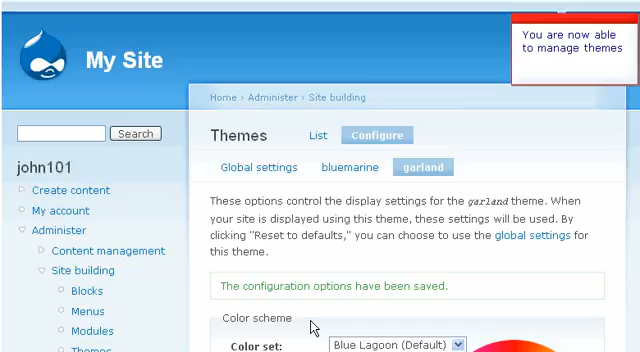 You are now able
to manage themes
My Site
Home › Administer › Site building
Search
Themes
List
Configure
john101
Global settings
bluemarine
garland
Create content
My account
Administer
Content management
Site building
Blocks
Menus
Modules
Themes
These options control the display settings for the garland theme. When
your site is displayed using this theme, these settings will be used. By
clicking "Reset to defaults," you can choose to use the global settings for
this theme.
The configuration options have been saved.
Color scheme
Color set:
Blue Lagoon (Default)